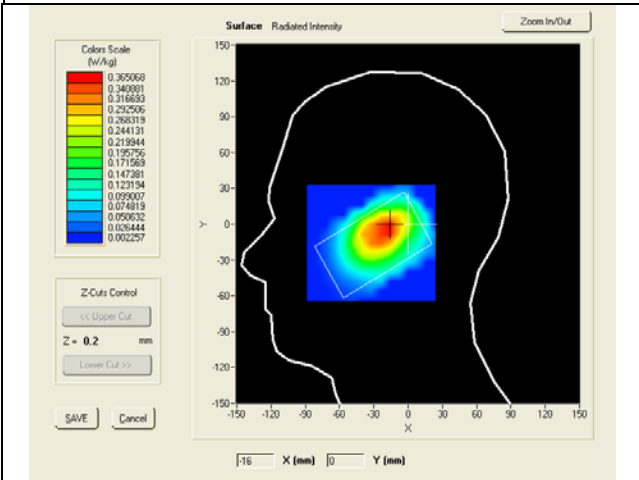 Surface Radiated Intensity
Zoom In/Out
Colors Scale
(W/kg)
0.365068
0.340881
0.316693
0.292506
0.268319
0.244131
0.219944
0.195756
0.171569
0.147381
0.123194
0.099007
0.074819
0.050632
0.026444
0.002257
Z-Cuts Control
<< Upper Cut
Z = 0.2 mm
Lower Cut >>
SAVE Cancel
150
120
90
60
30
0
-30
-60
-90
-120
-150
Y
-150 -120 -90 -60 -30 0 30 60 90 120 150
X
-16 X (mm) 0 Y (mm)